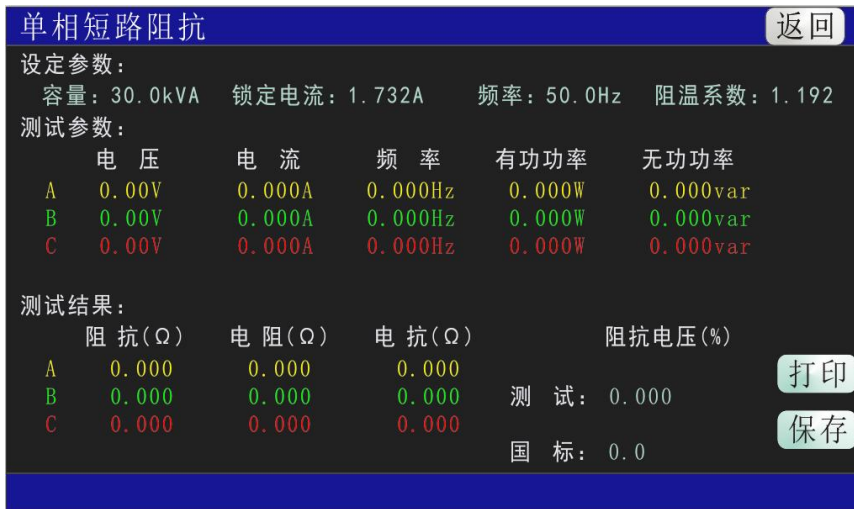 单相短路阻抗 返回
设定参数:
容量: 30.0kVA 锁定电流: 1.732A 频率: 50.0Hz 阻温系数: 1.192
测试参数:
电 压 电 流 频 率 有功功率 无功功率
A 0.00V 0.000A 0.000Hz 0.000W 0.000var
B 0.00V 0.000A 0.000Hz 0.000W 0.000var
C 0.00V 0.000A 0.000Hz 0.000W 0.000var
测试结果:
阻 抗(Ω) 电 阻(Ω) 电 抗(Ω) 阻抗电压(%)
A 0.000 0.000 0.000 打印
B 0.000 0.000 0.000 测 试: 0.000
C 0.000 0.000 0.000 保存
国 标: 0.0